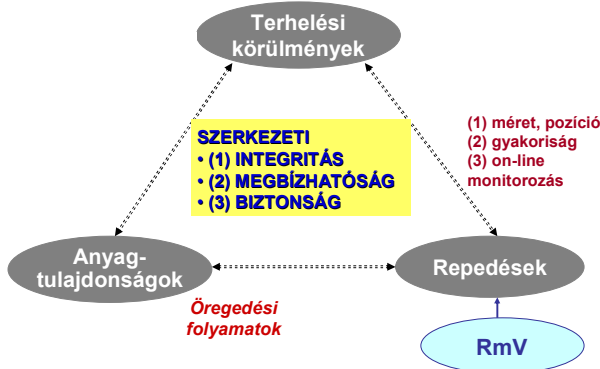 Terhelési
körülmények
SZERKEZETI
• (1) INTEGRITÁS
• (2) MEGBÍZHATÓSÁG
• (3) BIZTONSÁG
(1) méret, pozíció
(2) gyakoriság
(3) on-line
monitorozás
Anyag-
tulajdonságok
Repedések
Öregedési
folyamatok
RmV